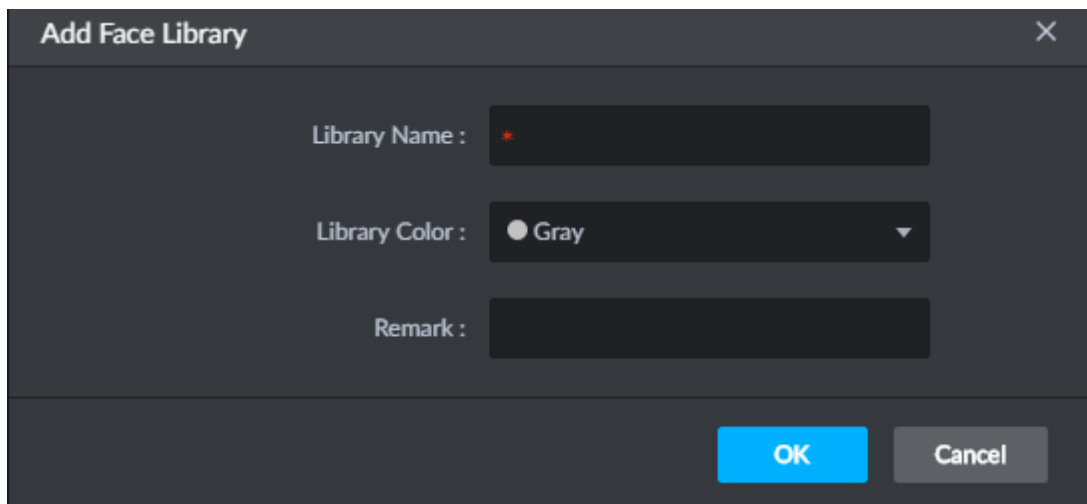 Add Face Library
Library Name : *
Library Color : Gray
Remark :
OK Cancel